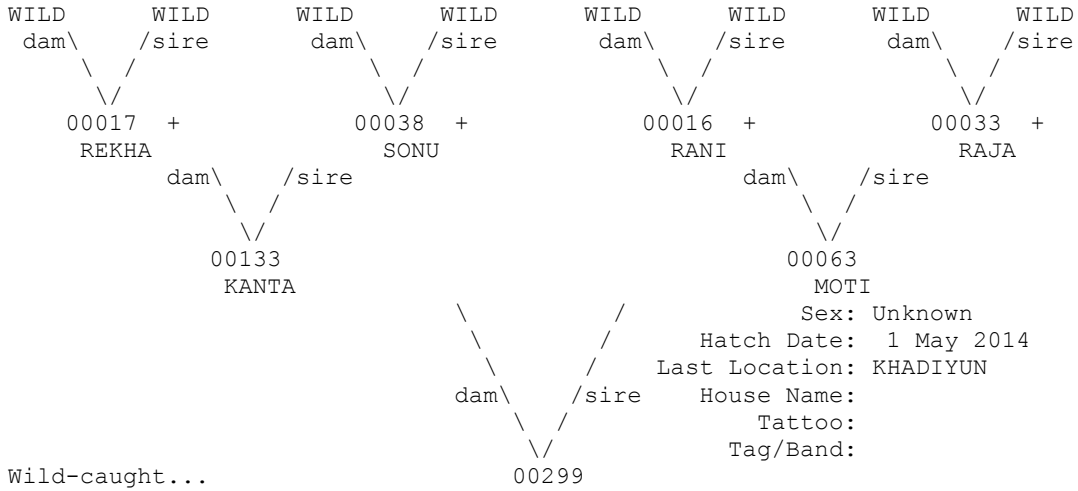 WILD WILD WILD WILD WILD WILD WILD WILD
dam\ /sire dam\ /sire dam\ /sire dam\ /sire
\ / \ / \ / \ /
\/ \/ \/ \/
00017 + 00038 + 00016 + 00033 +
REKHA SONU RANI RAJA
dam\ /sire dam\ /sire
\ / \ /
\/ \/
00133 00063
KANTA MOTI
\ / Sex: Unknown
\ / Hatch Date: 1 May 2014
\ / Last Location: KHADIYUN
dam\ /sire House Name:
\ / Tattoo:
\/ Tag/Band:
Wild-caught... 00299